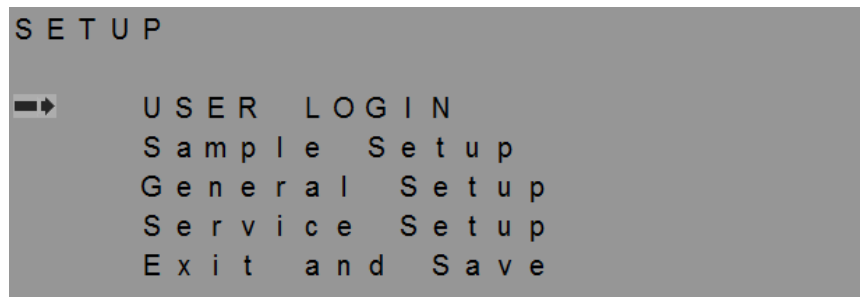 SETUP
USER LOGIN
Sample Setup
General Setup
Service Setup
Exit and Save